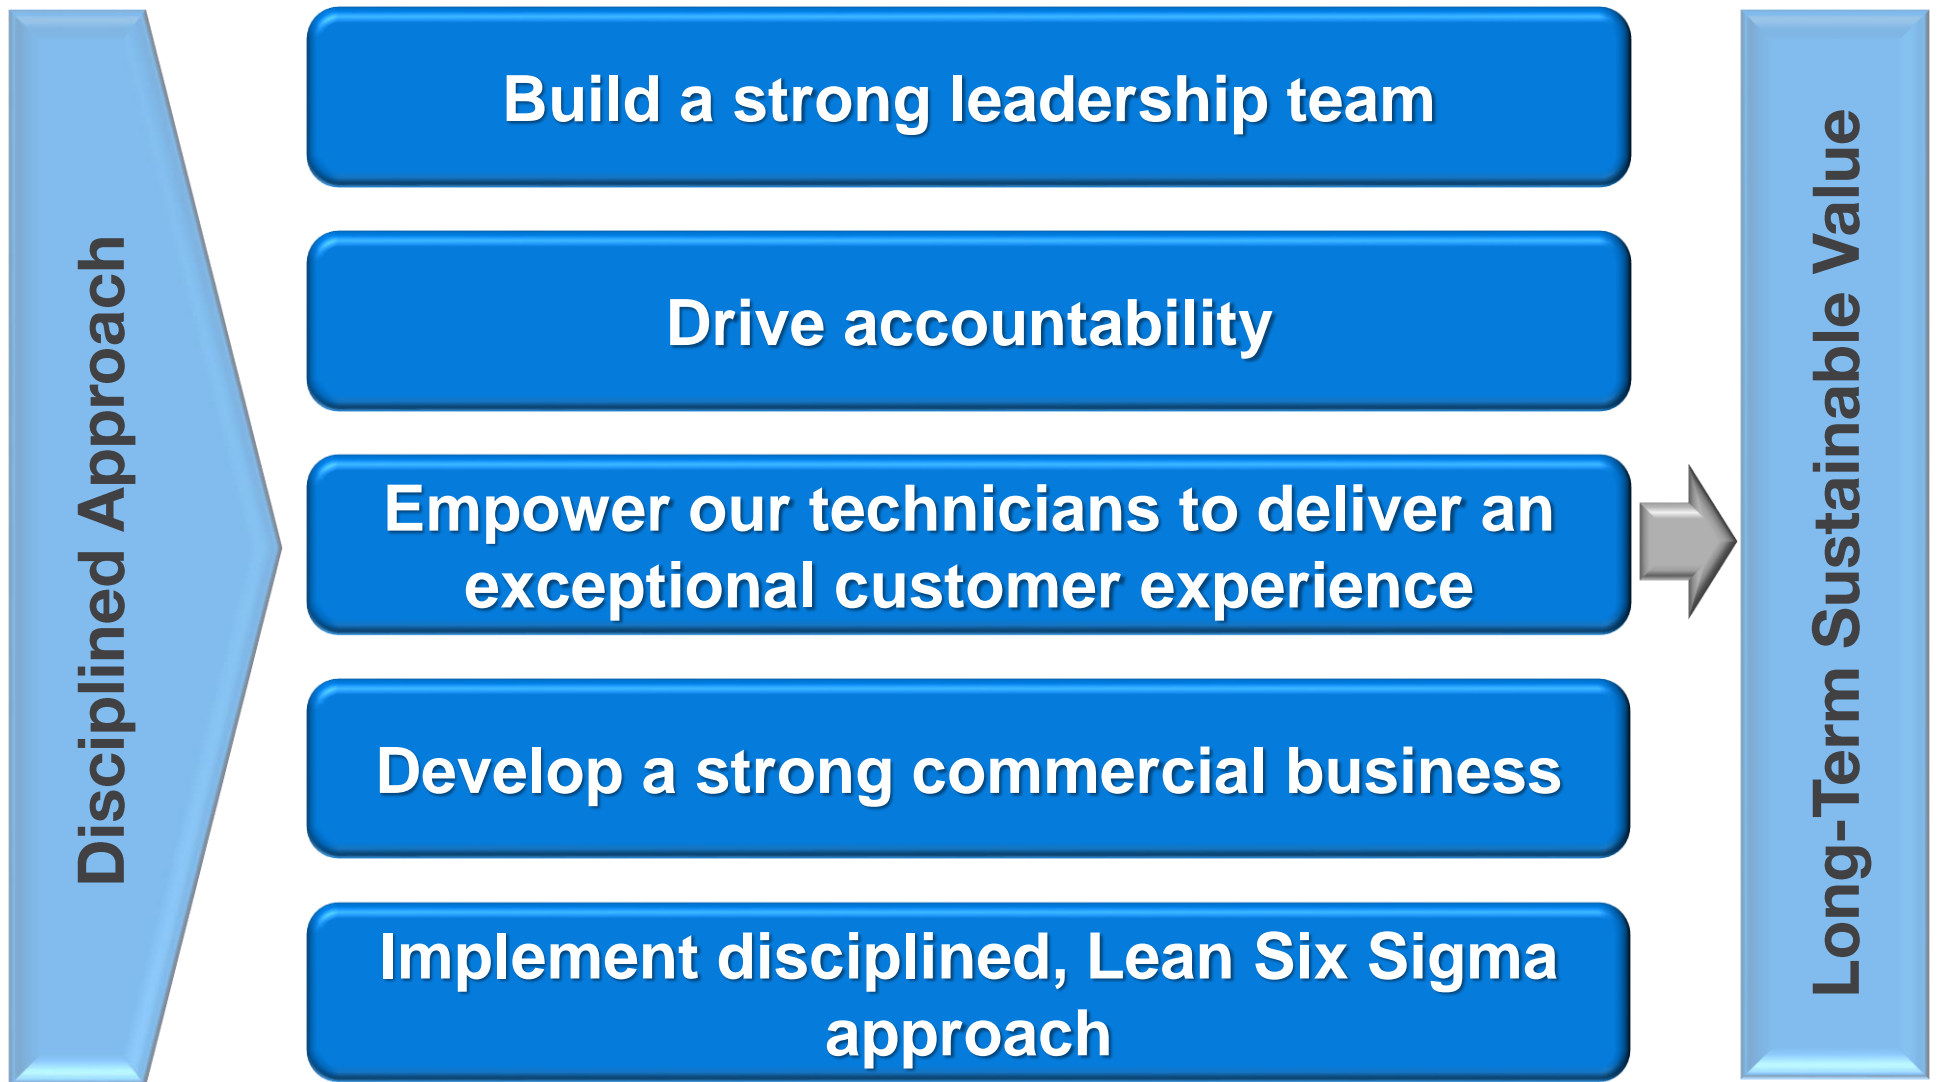 Disciplined Approach
Build a strong leadership team
Drive accountability
Empower our technicians to deliver an
exceptional customer experience
Develop a strong commercial business
Implement disciplined, Lean Six Sigma
approach
Long-Term Sustainable Value